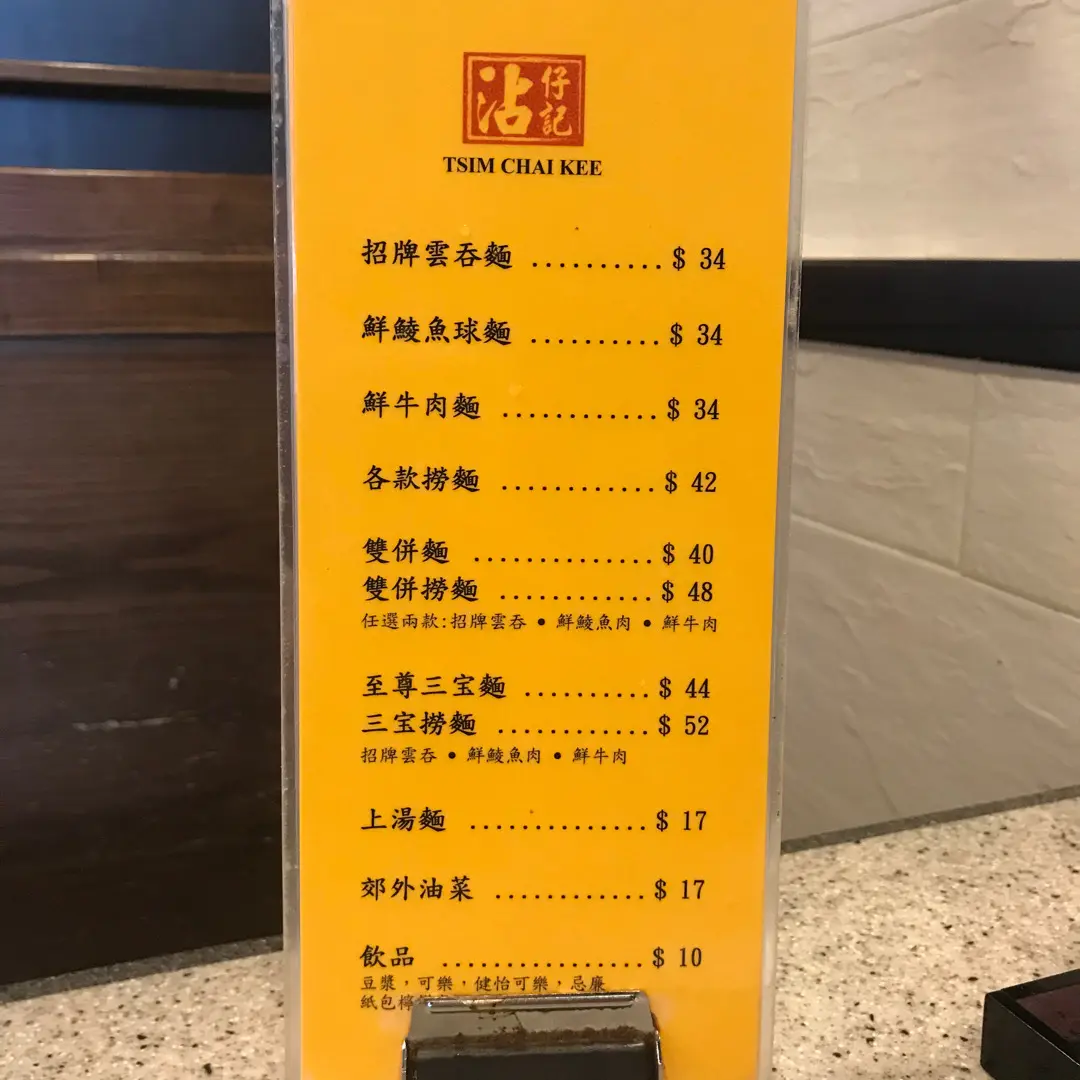 沾仔記
TSIM CHAI KEE
招牌雲吞麵 .......... $ 34
鮮鯪魚球麵 .......... $ 34
鮮牛肉麵 ............ $ 34
各款撈麵 ............ $ 42
雙併麵 .............. $ 40
雙併撈麵 ............ $ 48
任選兩款:招牌雲吞 • 鮮鯪魚肉 • 鮮牛肉
至尊三宝麵 .......... $ 44
三宝撈麵 ............ $ 52
招牌雲吞 • 鮮鯪魚肉 • 鮮牛肉
上湯麵 .............. $ 17
郊外油菜 ............ $ 17
飲品 ................ $ 10
豆漿，可樂，健怡可樂，忌廉
紙包檸